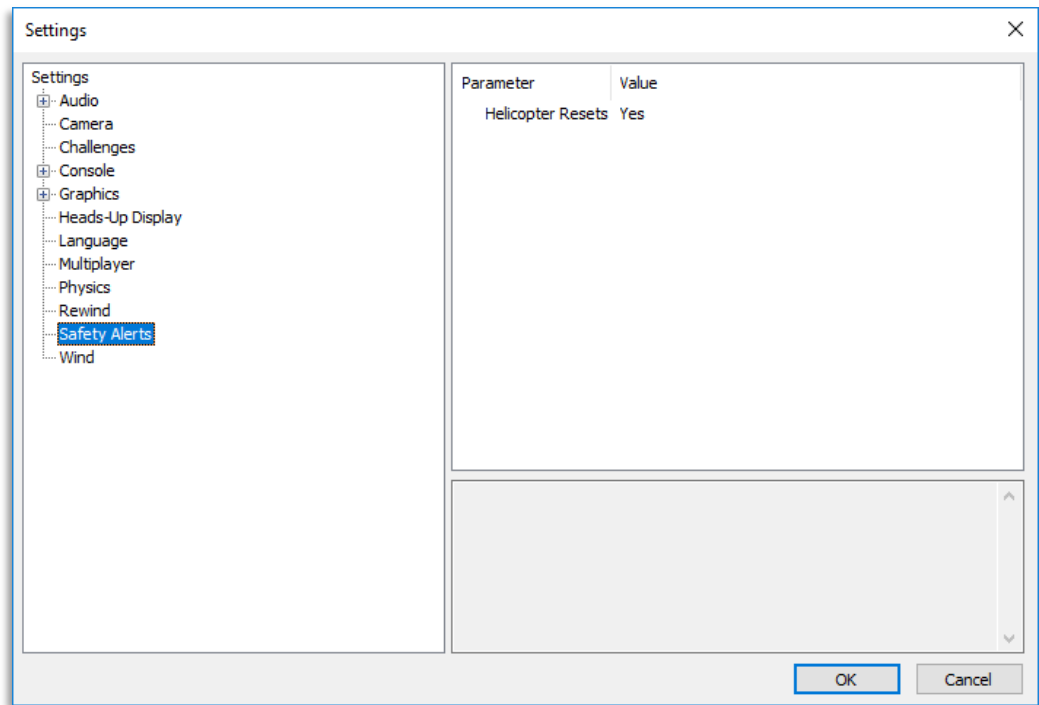 Settings
Settings
Audio
Camera
Challenges
Console
Graphics
Heads-Up Display
Language
Multiplayer
Physics
Rewind
Safety Alerts
Wind
Parameter Value
Helicopter Resets Yes
OK Cancel